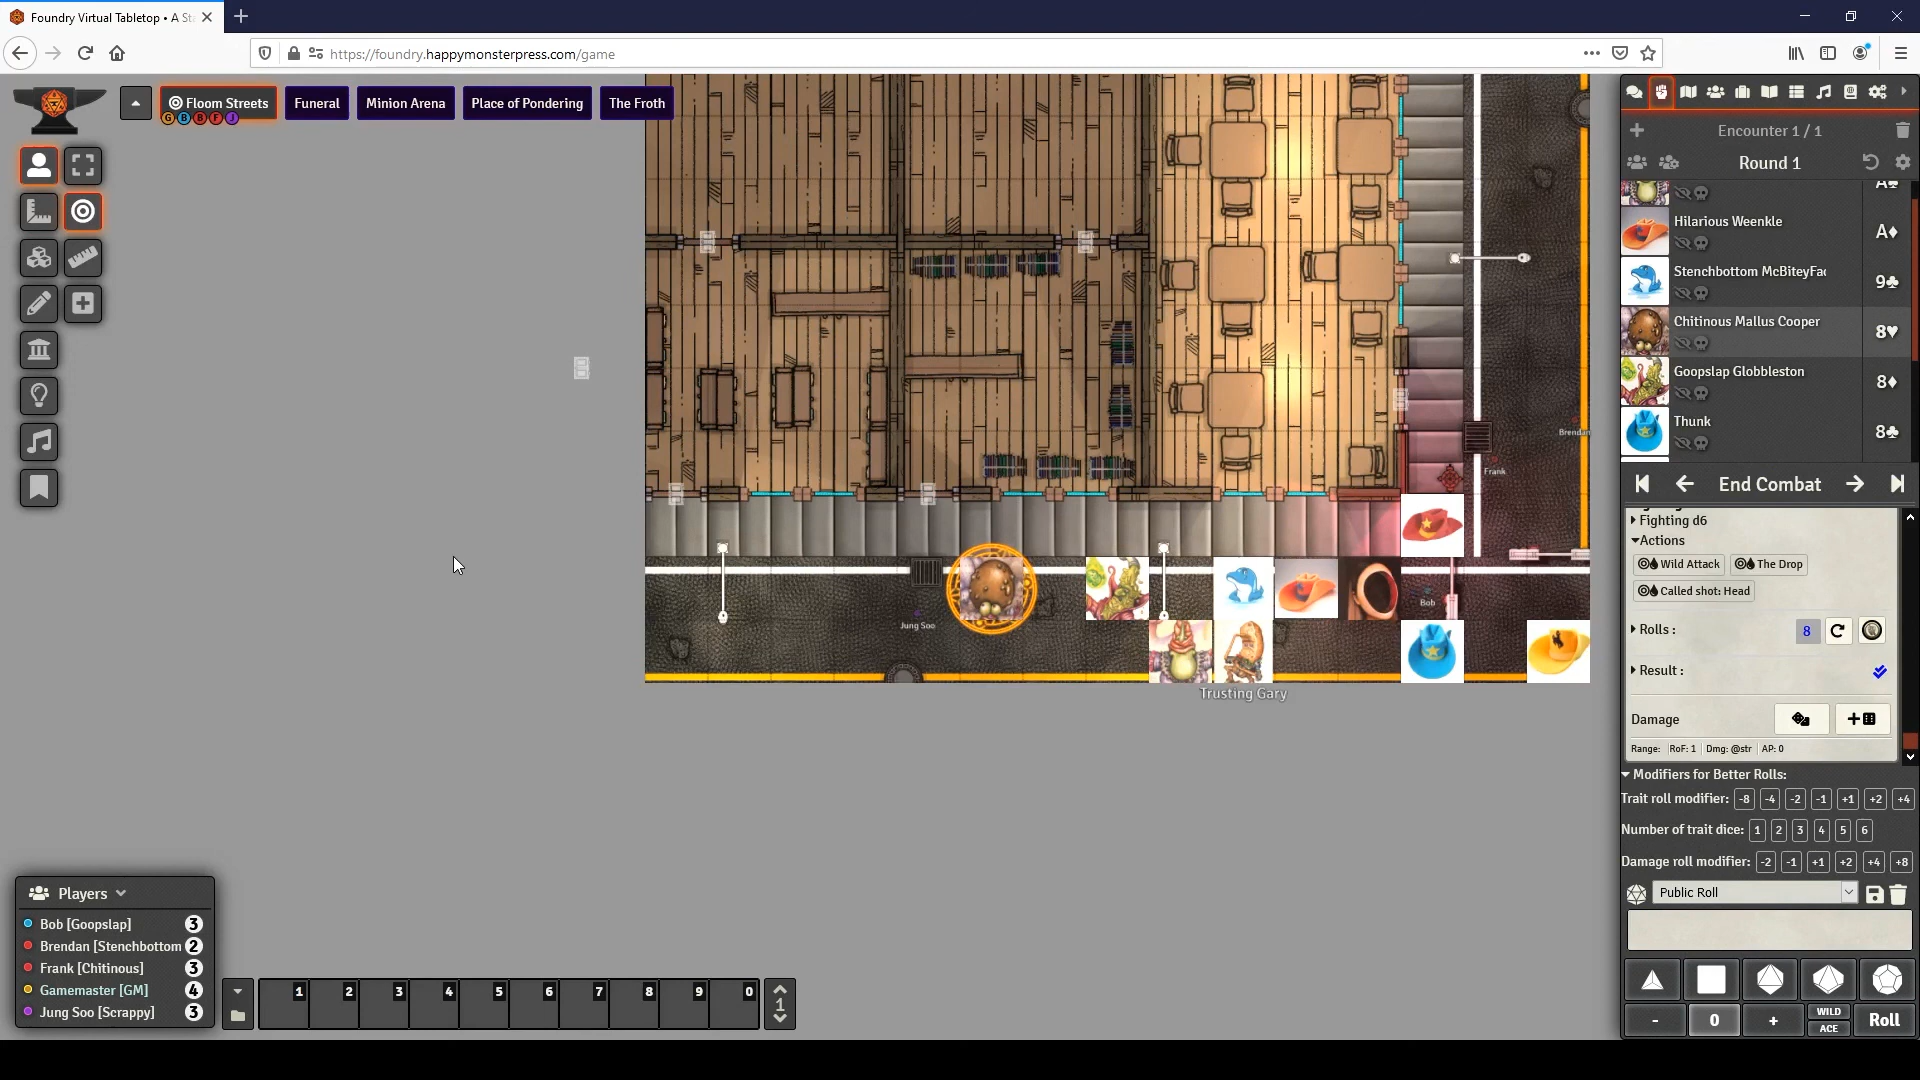 Foundry Virtual Tabletop • A St
https://foundry.happymonsterpress.com/game
Floom Streets
Funeral
Minion Arena
Place of Pondering
The Froth
G B B F J
Encounter 1 / 1
Round 1
A♣
Hilarious Weenkle
A♦
Stenchbottom McBiteyFac
9♣
Chitinous Mallus Cooper
8♥
Goopslap Globbleston
8♦
Thunk
8♣
End Combat
Fighting d6
Actions
Wild Attack
The Drop
Called shot: Head
Rolls :
8
Result :
Damage
Range: RoF: 1 Dmg: @str AP: 0
Modifiers for Better Rolls:
Trait roll modifier: -8 -4 -2 -1 +1 +2 +4
Number of trait dice: 1 2 3 4 5 6
Damage roll modifier: -2 -1 +1 +2 +4 +8
Public Roll
- 0 + WILD ACE Roll
Brendan
Frank
Bob
Jung Soo
Trusting Gary
Players
Bob [Goopslap] 3
Brendan [Stenchbottom 2
Frank [Chitinous] 3
Gamemaster [GM] 4
Jung Soo [Scrappy] 3
1 2 3 4 5 6 7 8 9 0
1